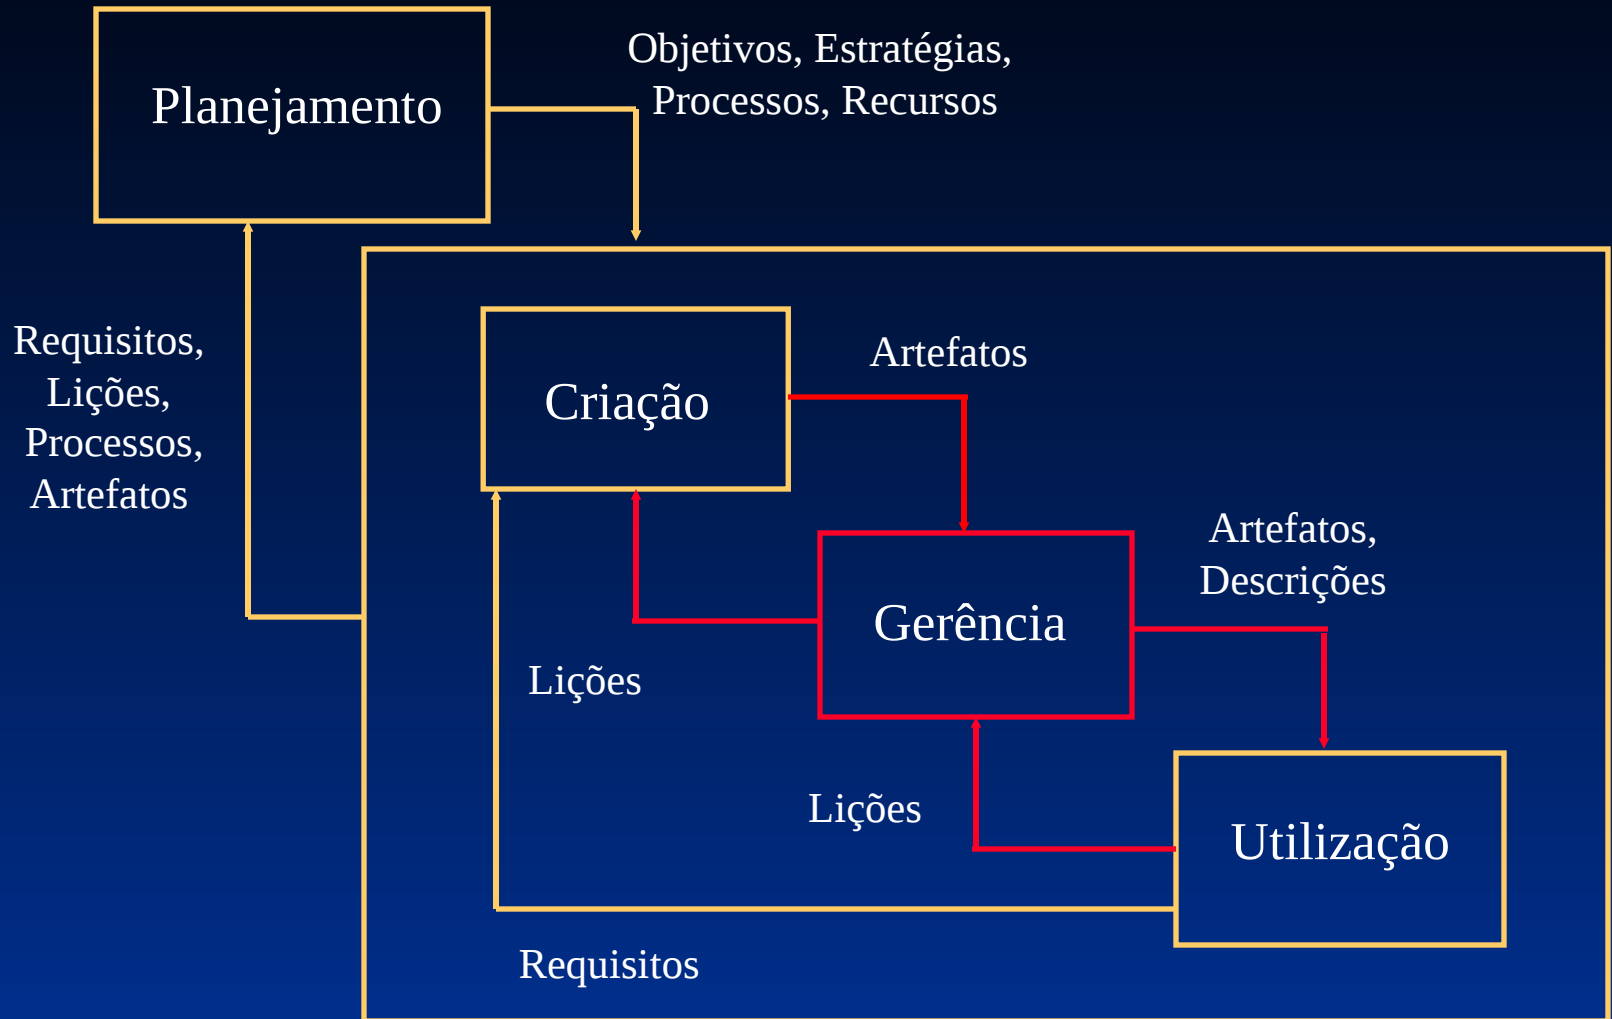 Planejamento
Objetivos, Estratégias,
Processos, Recursos
Requisitos,
Lições,
Processos,
Artefatos
Criação
Artefatos
Gerência
Artefatos,
Descrições
Lições
Lições
Utilização
Requisitos